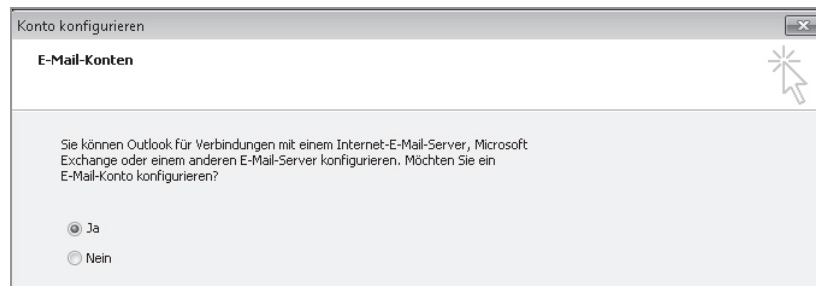 Konto konfigurieren
E-Mail-Konten
Sie können Outlook für Verbindungen mit einem Internet-E-Mail-Server, Microsoft
Exchange oder einem anderen E-Mail-Server konfigurieren. Möchten Sie ein
E-Mail-Konto konfigurieren?
Ja
Nein